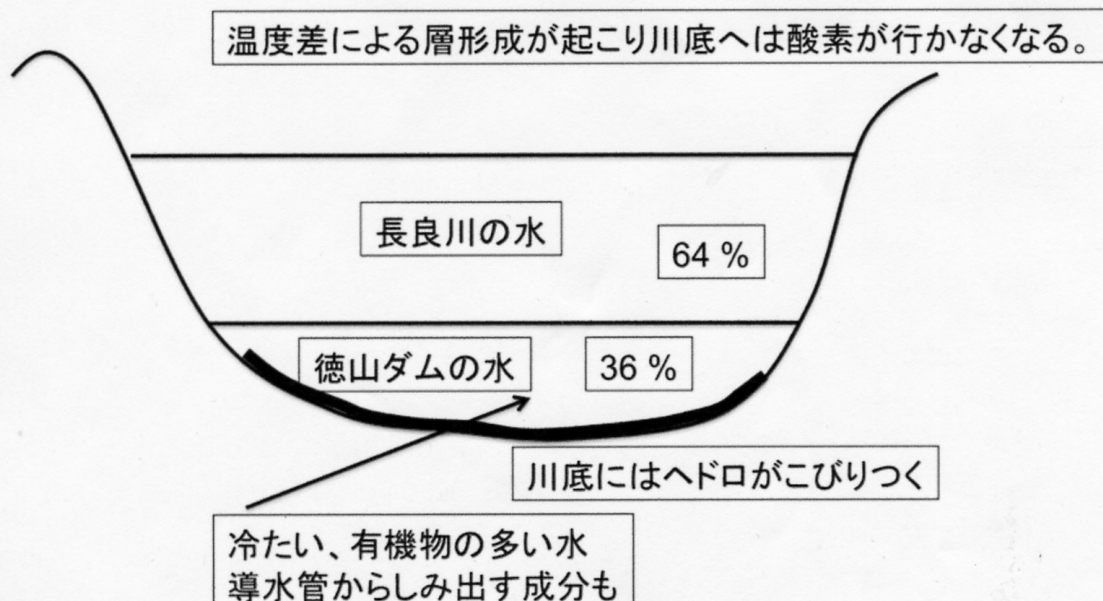 温度差による層形成が起こり川底へは酸素が行かなくなる。
長良川の水
64 %
徳山ダムの水
36 %
川底にはヘドロがこびりつく
冷たい、有機物の多い水
導水管からしみ出す成分も